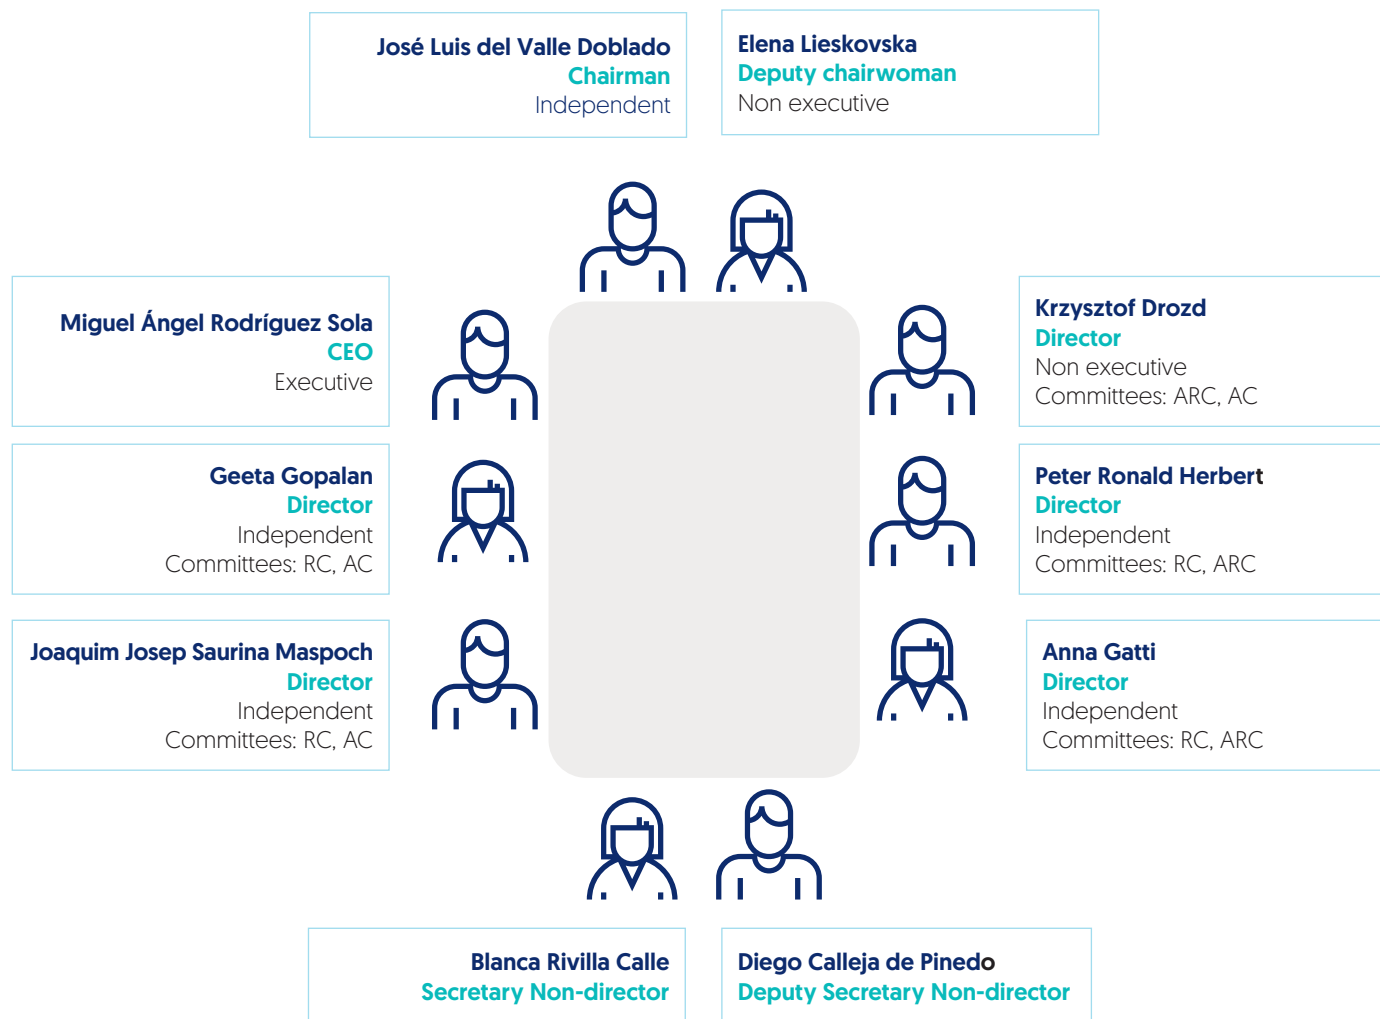 José Luis del Valle Doblado
Chairman
Independent
Elena Lieskovska
Deputy chairwoman
Non executive
Miguel Ángel Rodríguez Sola
CEO
Executive
Krzysztof Drozd
Director
Non executive
Committees: ARC, AC
Geeta Gopalan
Director
Independent
Committees: RC, AC
Peter Ronald Herbert
Director
Independent
Committees: RC, ARC
Joaquim Josep Saurina Maspoch
Director
Independent
Committees: RC, AC
Anna Gatti
Director
Independent
Committees: RC, ARC
Blanca Rivilla Calle
Secretary Non-director
Diego Calleja de Pinedo
Deputy Secretary Non-director